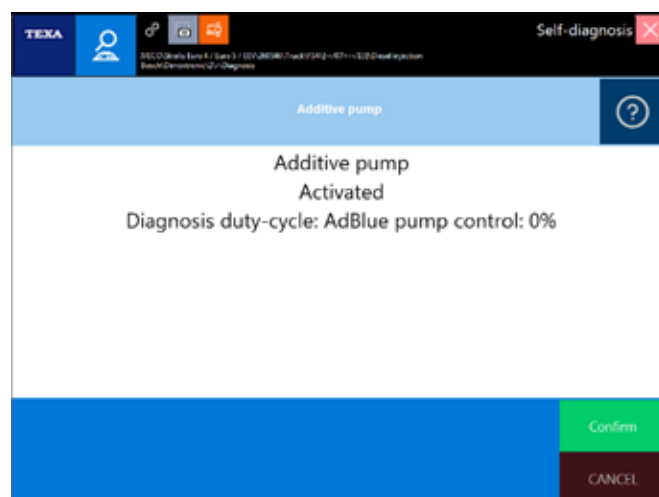 TEXA
Self-diagnosis
Additive pump
Additive pump
Activated
Diagnosis duty-cycle: AdBlue pump control: 0%
Confirm
CANCEL